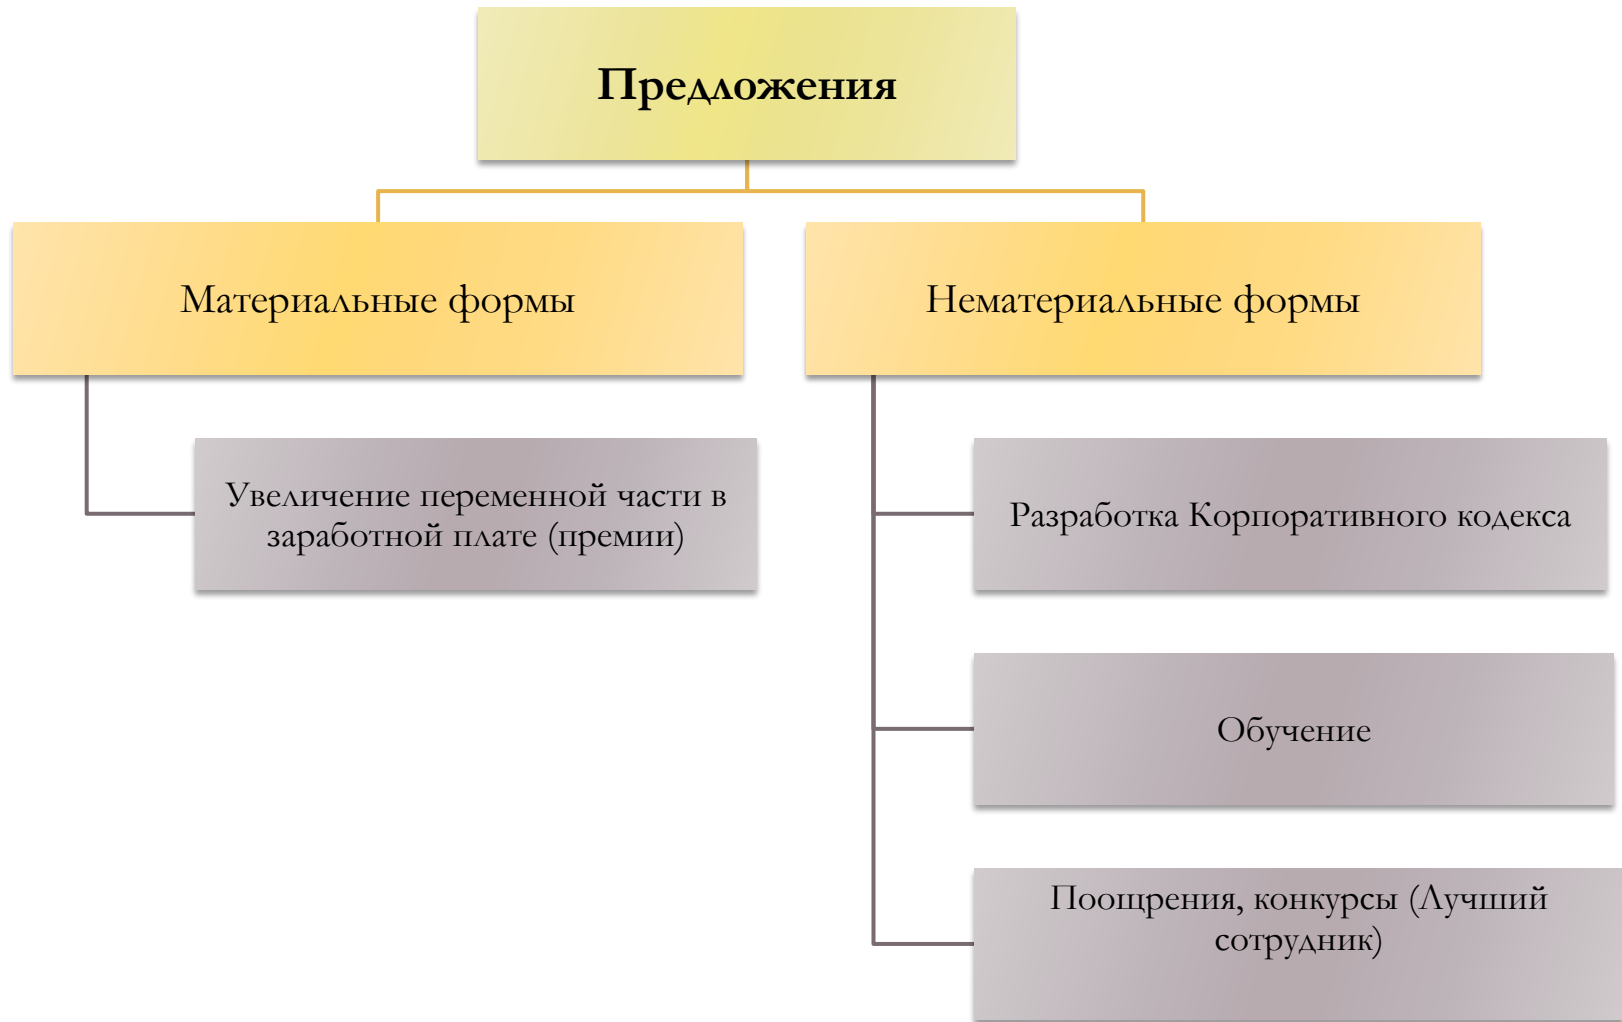 Предложения
Материальные формы
Нематериальные формы
Увеличение переменной части в
заработной плате (премии)
Разработка Корпоративного кодекса
Обучение
Поощрения, конкурсы (Лучший
сотрудник)